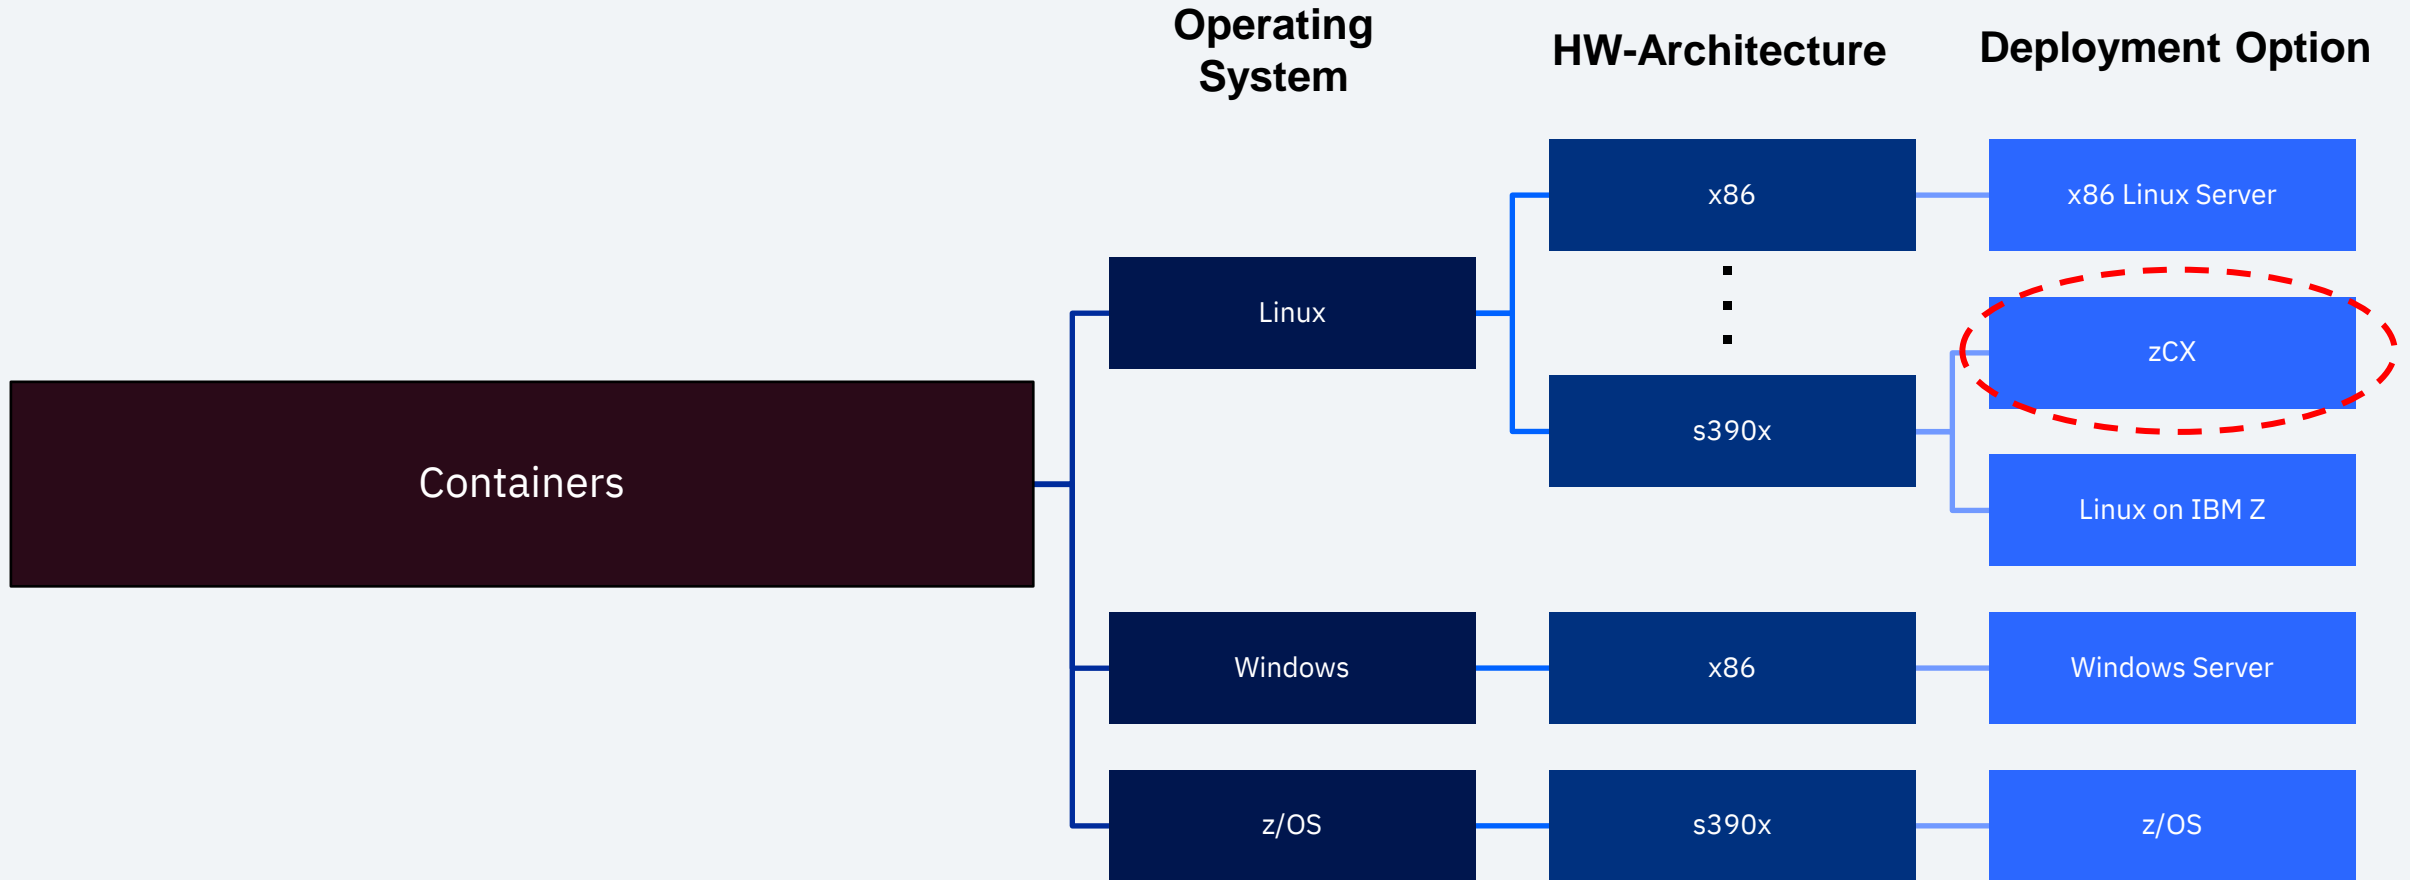 Operating
System
HW-Architecture
Deployment Option
x86
x86 Linux Server
Linux
zCX
s390x
Containers
Linux on IBM Z
Windows
x86
Windows Server
z/OS
s390x
z/OS